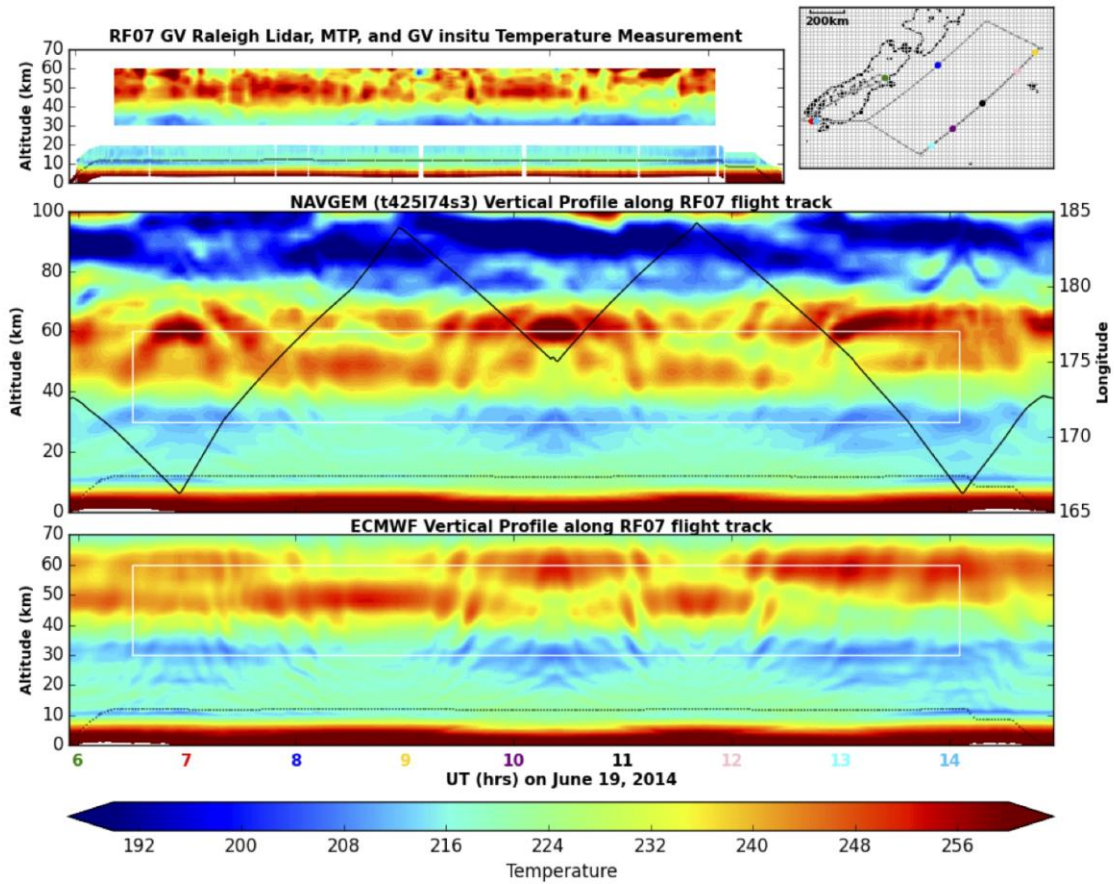 200km
RF07 GV Raleigh Lidar, MTP, and GV insitu Temperature Measurement
Altitude (km)
70
60
50
40
30
20
10
0
NAVGEM (t425l74s3) Vertical Profile along RF07 flight track
Altitude (km)
100
80
60
40
20
0
185
180
175
170
165
Longitude
ECMWF Vertical Profile along RF07 flight track
Altitude (km)
70
60
50
40
30
20
10
0
6 7 8 9 10 11 12 13 14
UT (hrs) on June 19, 2014
192 200 208 216 224 232 240 248 256
Temperature